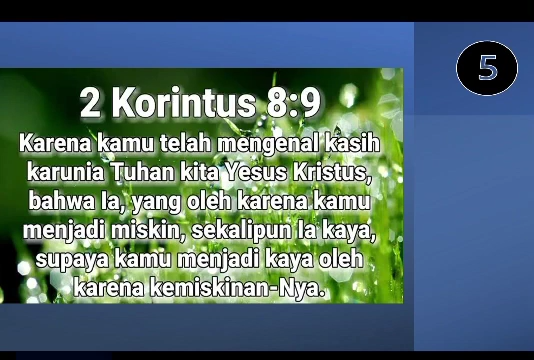 2 Korintus 8:9
Karena kamu telah mengenal kasih
karunia Tuhan kita Yesus Kristus,
bahwa Ia, yang oleh karena kamu
menjadi miskin, sekalipun Ia kaya,
supaya kamu menjadi kaya oleh
karena kemiskinan-Nya.
5